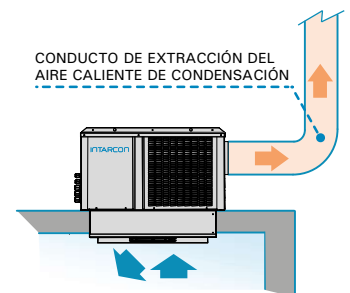 CONDUCTO DE EXTRACCIÓN DEL
AIRE CALIENTE DE CONDENSACIÓN
INTARCON